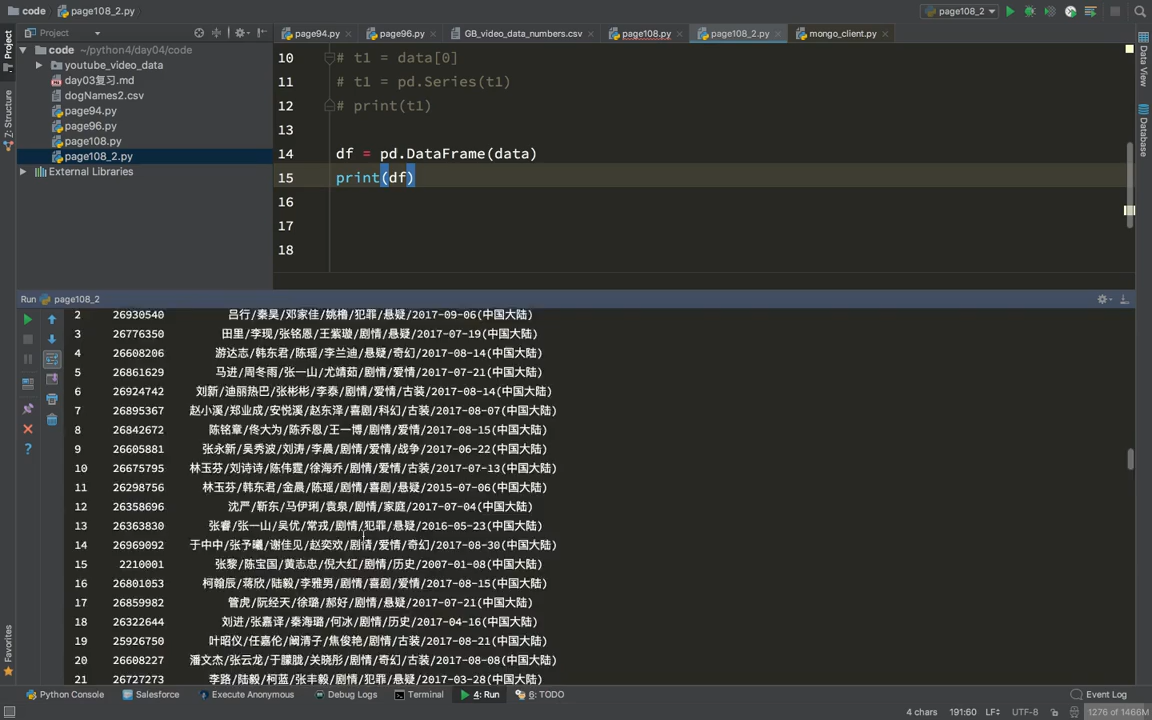 code page108_2.py page108_2
Project page94.py page96.py GB_video_data_numbers.csv page108.py page108_2.py mongo_client.py
code ~/python4/day04/code
youtube_video_data
day03复习.md
dogNames2.csv
page94.py
page96.py
page108.py
page108_2.py
External Libraries
1: Project
7: Structure
2: Favorites
Data View
Database
10 # t1 = data[0]
11 # t1 = pd.Series(t1)
12 # print(t1)
13
14 df = pd.DataFrame(data)
15 print(df)
16
17
18
Run page108_2
2 26930540 吕行/秦昊/邓家佳/姚橹/犯罪/悬疑/2017-09-06(中国大陆)
3 26776350 田里/李现/张铭恩/王紫璇/剧情/悬疑/2017-07-19(中国大陆)
4 26608206 游达志/韩东君/陈瑶/李兰迪/悬疑/奇幻/2017-08-14(中国大陆)
5 26861629 马进/周冬雨/张一山/尤靖茹/剧情/爱情/2017-07-21(中国大陆)
6 26924742 刘新/迪丽热巴/张彬彬/李泰/剧情/爱情/古装/2017-08-14(中国大陆)
7 26895367 赵小溪/郑业成/安悦溪/赵东泽/喜剧/科幻/古装/2017-08-07(中国大陆)
8 26842672 陈铭章/佟大为/陈乔恩/王一博/剧情/爱情/2017-08-15(中国大陆)
9 26605881 张永新/吴秀波/刘涛/李晨/剧情/爱情/战争/2017-06-22(中国大陆)
10 26675795 林玉芬/刘诗诗/陈伟霆/徐海乔/剧情/爱情/古装/2017-07-13(中国大陆)
11 26298756 林玉芬/韩东君/金晨/陈瑶/剧情/喜剧/悬疑/2015-07-06(中国大陆)
12 26358696 沈严/靳东/马伊琍/袁泉/剧情/家庭/2017-07-04(中国大陆)
13 26363830 张睿/张一山/吴优/常戎/剧情/犯罪/悬疑/2016-05-23(中国大陆)
14 26969092 于中中/张予曦/谢佳见/赵奕欢/剧情/爱情/奇幻/2017-08-30(中国大陆)
15 2210001 张黎/陈宝国/黄志忠/倪大红/剧情/历史/2007-01-08(中国大陆)
16 26801053 柯翰辰/蒋欣/陆毅/李雅男/剧情/喜剧/爱情/2017-08-15(中国大陆)
17 26859982 管虎/阮经天/徐璐/郝好/剧情/悬疑/2017-07-21(中国大陆)
18 26322644 刘进/张嘉译/秦海璐/何冰/剧情/历史/2017-04-16(中国大陆)
19 25926750 叶昭仪/任嘉伦/阚清子/焦俊艳/剧情/古装/2017-08-21(中国大陆)
20 26608227 潘文杰/张云龙/于朦胧/关晓彤/剧情/奇幻/古装/2017-08-08(中国大陆)
21 26727273 李路/陆毅/柯蓝/张丰毅/剧情/犯罪/2017-03-28(中国大陆)
Python Console Salesforce Execute Anonymous Debug Logs Terminal 4: Run 6: TODO Event Log
4 chars 191:60 LF UTF-8 1276 of 1466M